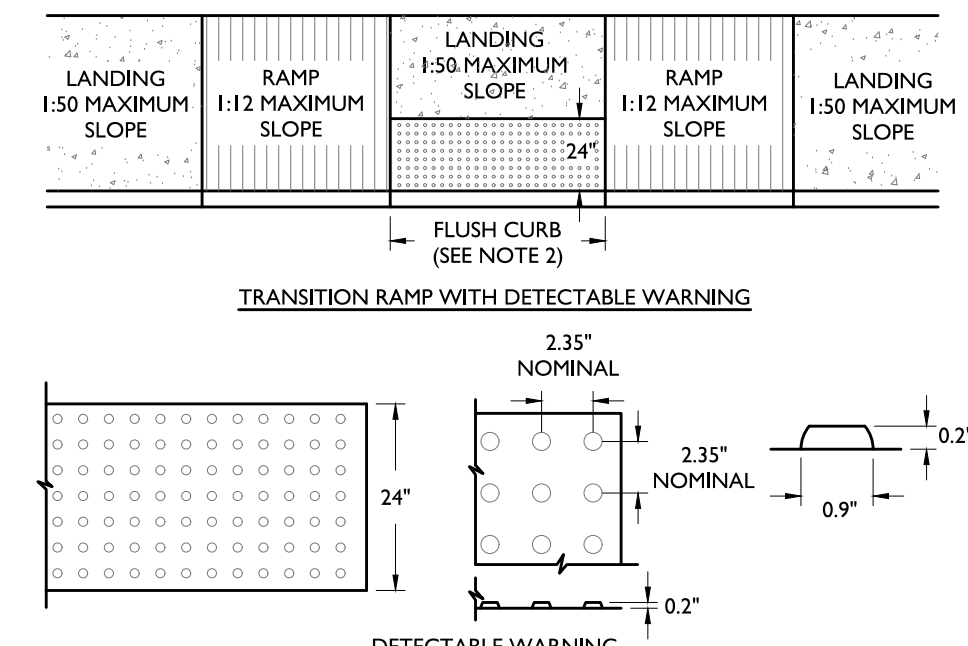 LANDING
1:50 MAXIMUM
SLOPE
RAMP
1:12 MAXIMUM
SLOPE
LANDING
1:50 MAXIMUM
SLOPE
24"
RAMP
1:12 MAXIMUM
SLOPE
LANDING
1:50 MAXIMUM
SLOPE
FLUSH CURB
(SEE NOTE 2)
TRANSITION RAMP WITH DETECTABLE WARNING
24"
2.35"
NOMINAL
2.35"
NOMINAL
0.2"
0.2"
0.9"
DETECTABLE WARNING